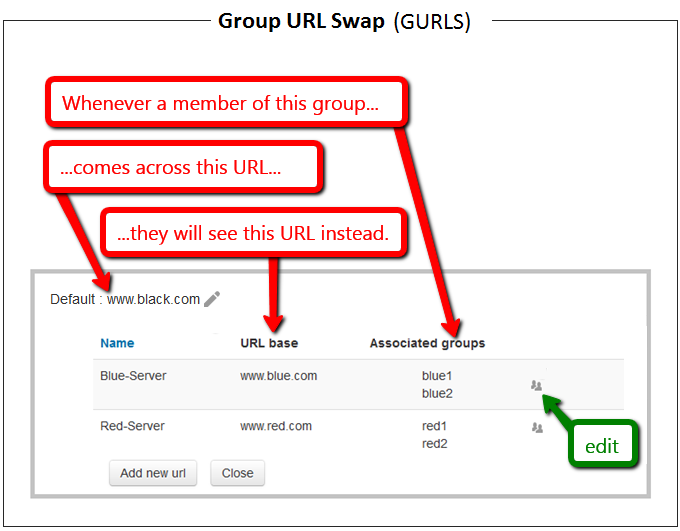 Group URL Swap (GURLS)
Whenever a member of this group...
...comes across this URL...
...they will see this URL instead.
Default : www.black.com
Name URL base Associated groups
Blue-Server www.blue.com blue1
blue2
Red-Server www.red.com red1
red2
edit
Add new url Close